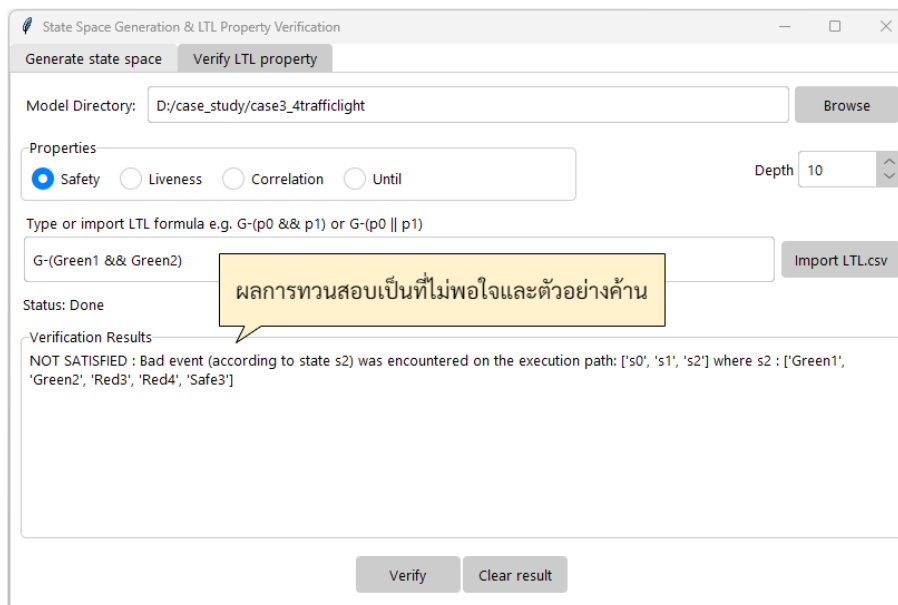 State Space Generation & LTL Property Verification
Generate state space Verify LTL property
Model Directory: D:/case_study/case3_4trafficlight Browse
Properties
Safety Liveness Correlation Until Depth 10
Type or import LTL formula e.g. G-(p0 && p1) or G-(p0 || p1)
G-(Green1 && Green2) Import LTL.csv
ผลการทวนสอบเป็นที่ไม่พอใจและตัวอย่างค้าน
Status: Done
Verification Results
NOT SATISFIED : Bad event (according to state s2) was encountered on the execution path: ['s0', 's1', 's2'] where s2 : ['Green1',
'Green2', 'Red3', 'Red4', 'Safe3']
Verify Clear result